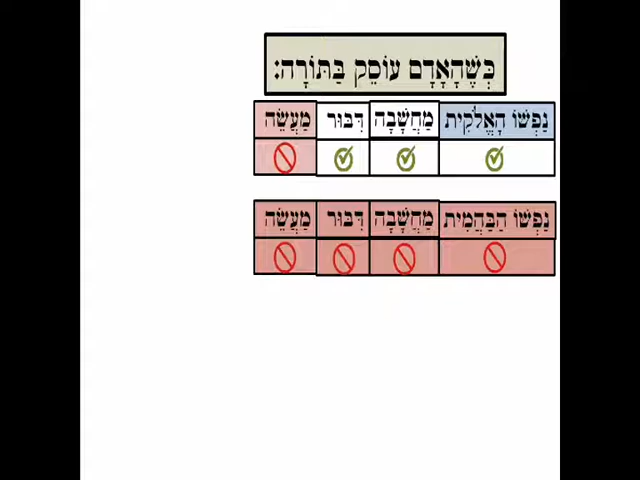 כְּשֶׁהָאָדָם עוֹסֵק בַּתּוֹרָה:
נַפְשׁוֹ הָאֱלֹקִית מַחֲשָׁבָה דִּבּוּר מַעֲשֶׂה
נַפְשׁוֹ הַבַּהֲמִית מַחֲשָׁבָה דִּבּוּר מַעֲשֶׂה